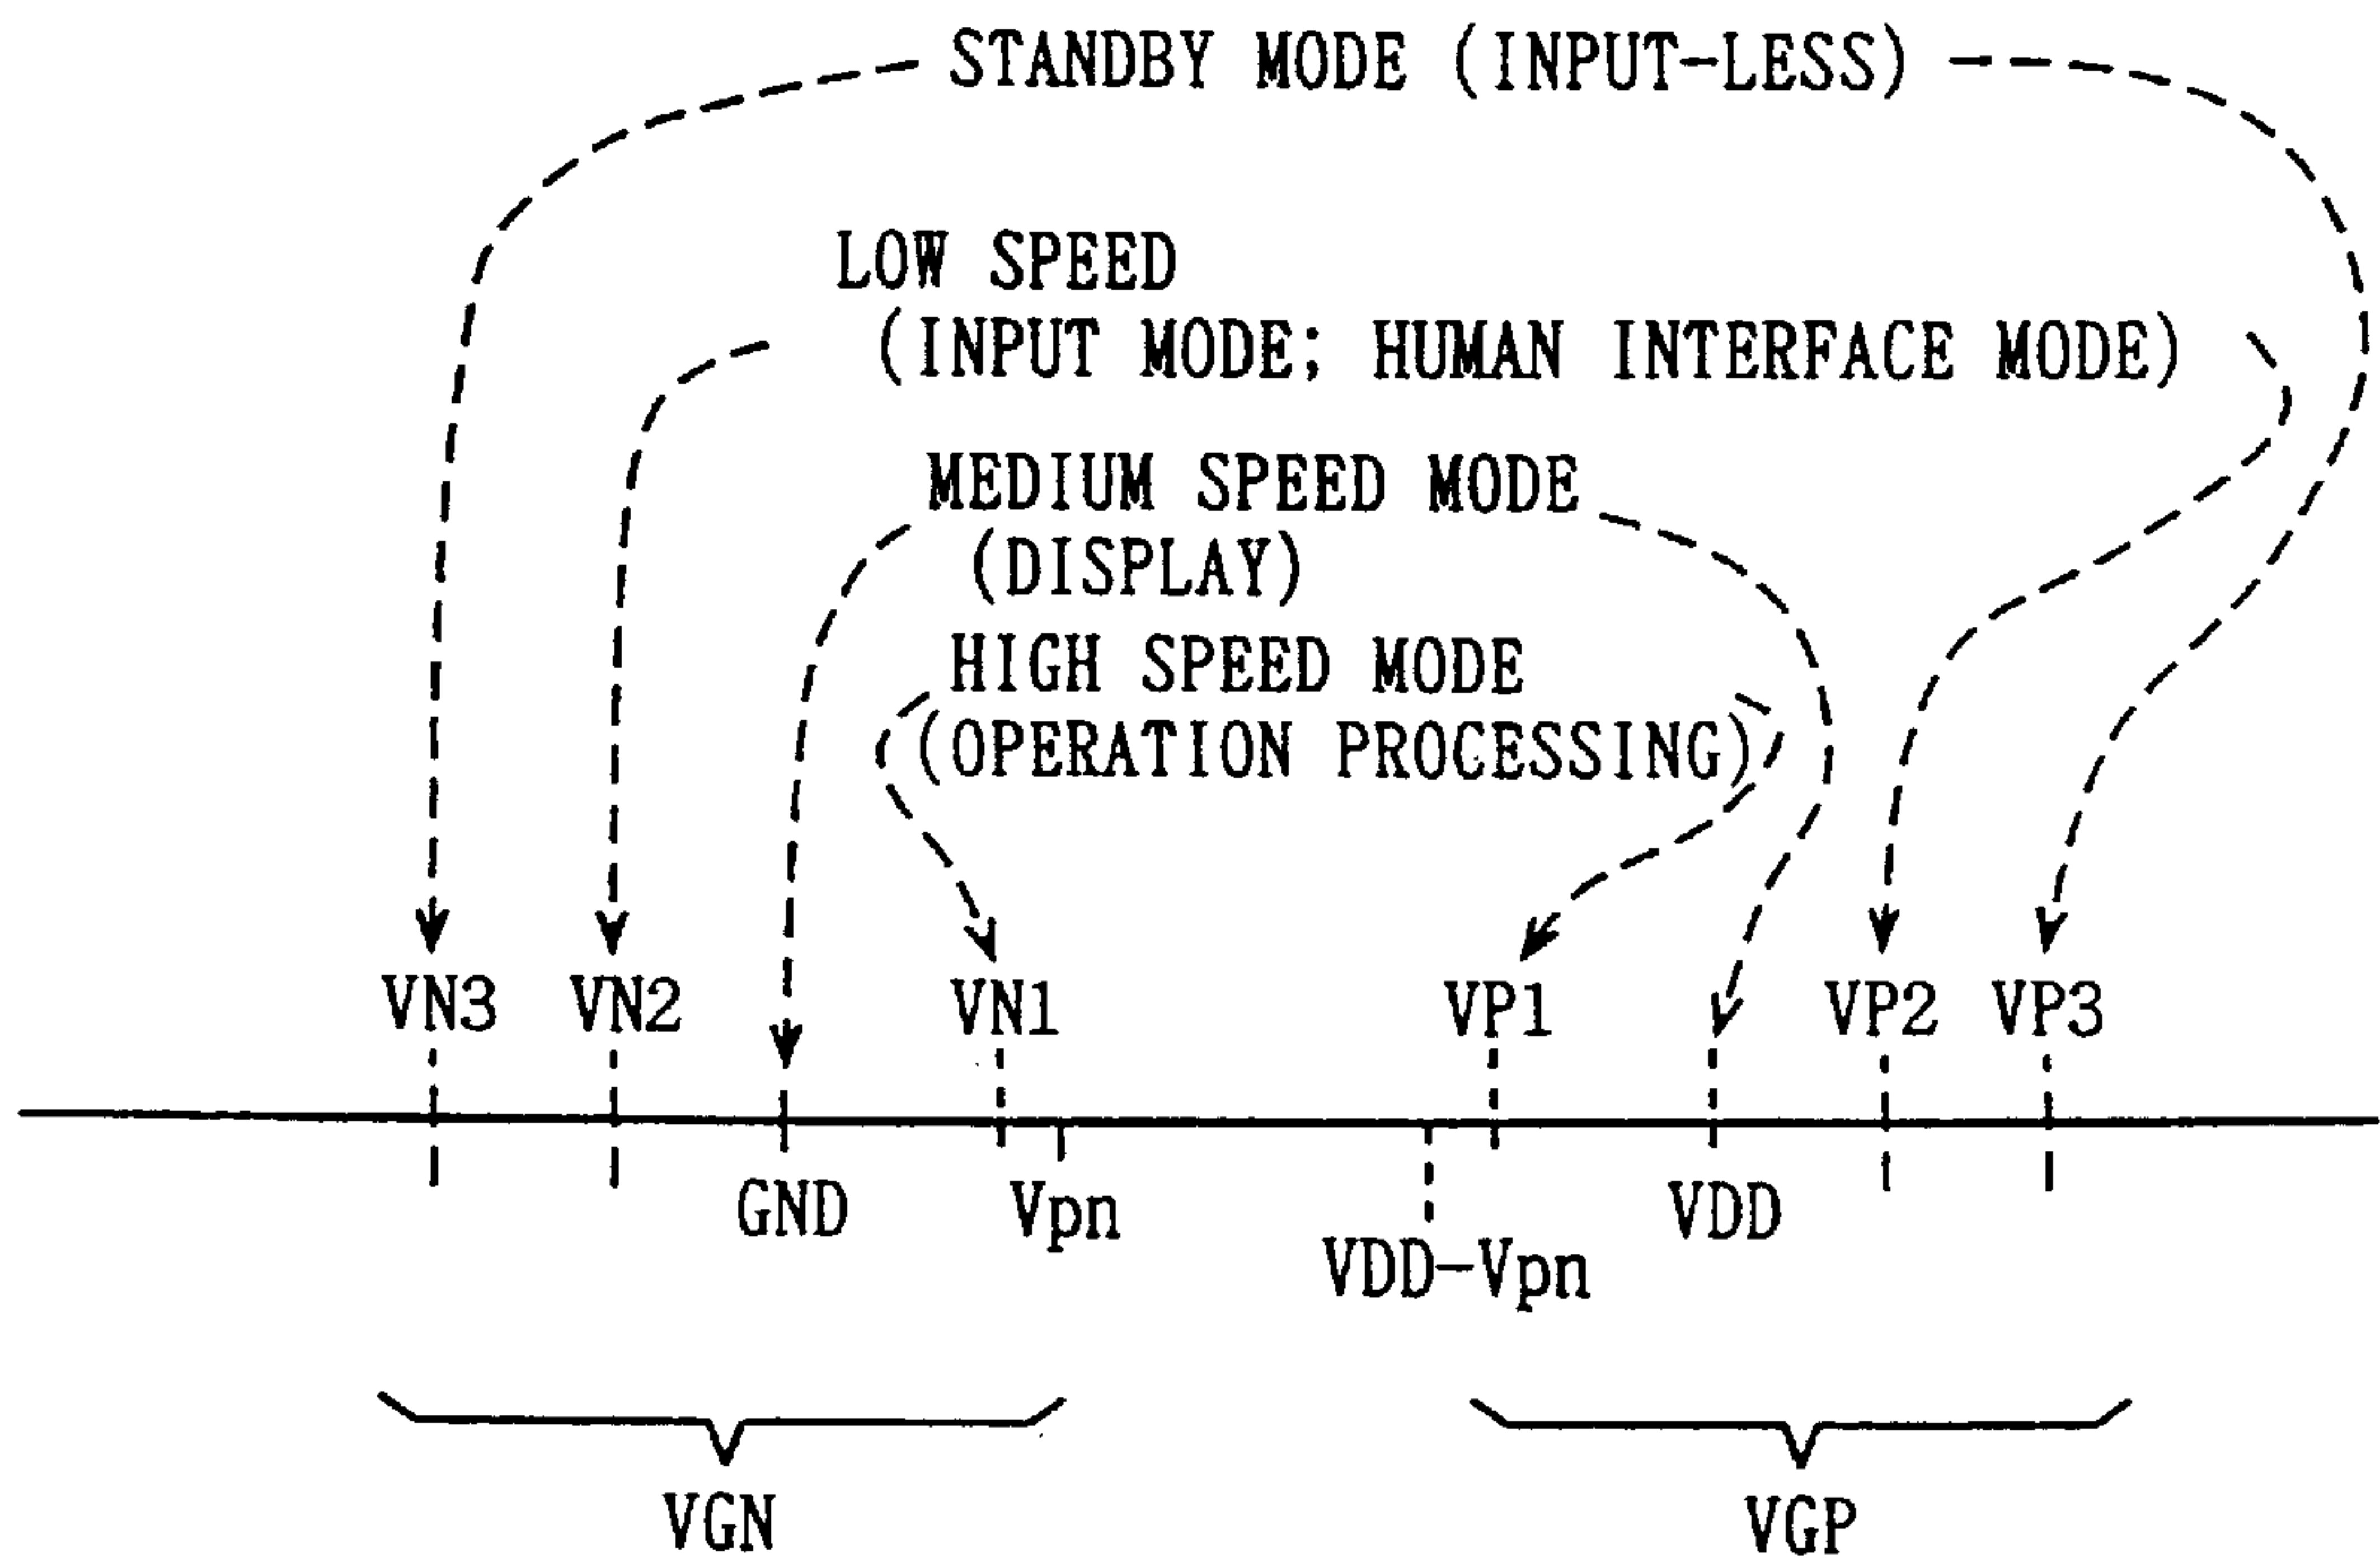 STANDBY MODE (INPUT-LESS)
LOW SPEED
(INPUT MODE; HUMAN INTERFACE MODE)
MEDIUM SPEED MODE
(DISPLAY)
HIGH SPEED MODE
(OPERATION PROCESSING)
VN3 VN2 VN1 VP1 VP2 VP3
GND Vpn VDD
VDD-Vpn
VGN VGP